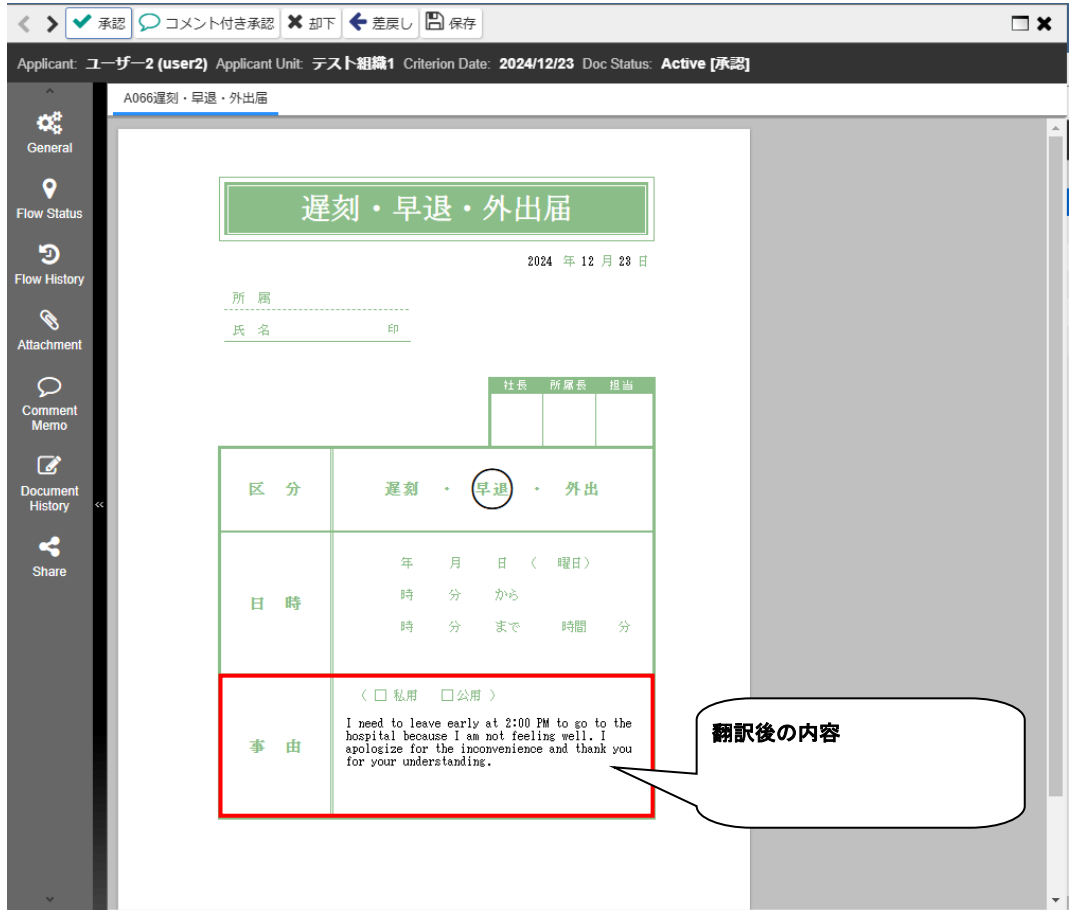 承認 コメント付き承認 却下 差戻し 保存
Applicant: ユーザー2 (user2) Applicant Unit: テスト組織1 Criterion Date: 2024/12/23 Doc Status: Active [承認]
A066遅刻・早退・外出届
General
Flow Status
Flow History
Attachment
Comment
Memo
Document
History
Share
«
遅刻・早退・外出届
2024 年 12 月 23 日
所 属
氏 名 印
社長 所属長 担当
区 分 遅刻 ・ 早退 ・ 外出
日 時
年 月 日 ( 曜日)
時 分 から
時 分 まで 時間 分
事 由
( □ 私用 □公用 )
I need to leave early at 2:00 PM to go to the
hospital because I am not feeling well. I
apologize for the inconvenience and thank you
for your understanding.
翻訳後の内容